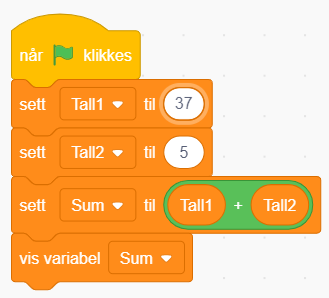 når klikkes
sett Tall1 til 37
sett Tall2 til 5
sett Sum til Tall1 + Tall2
vis variabel Sum